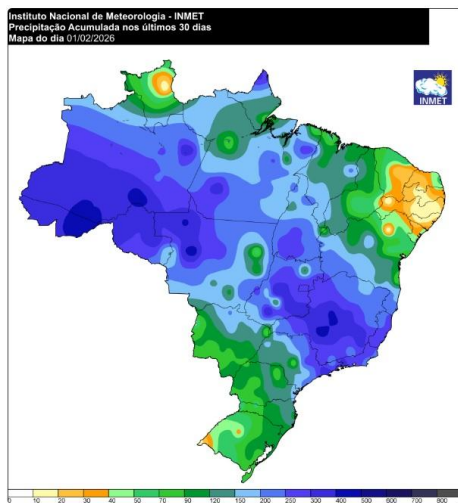 Instituto Nacional de Meteorologia - INMET
Precipitação Acumulada nos últimos 30 dias
Mapa do dia 01/02/2026
INMET
0 10 20 30 40 50 70 90 120 150 200 250 300 400 500 600 700 800